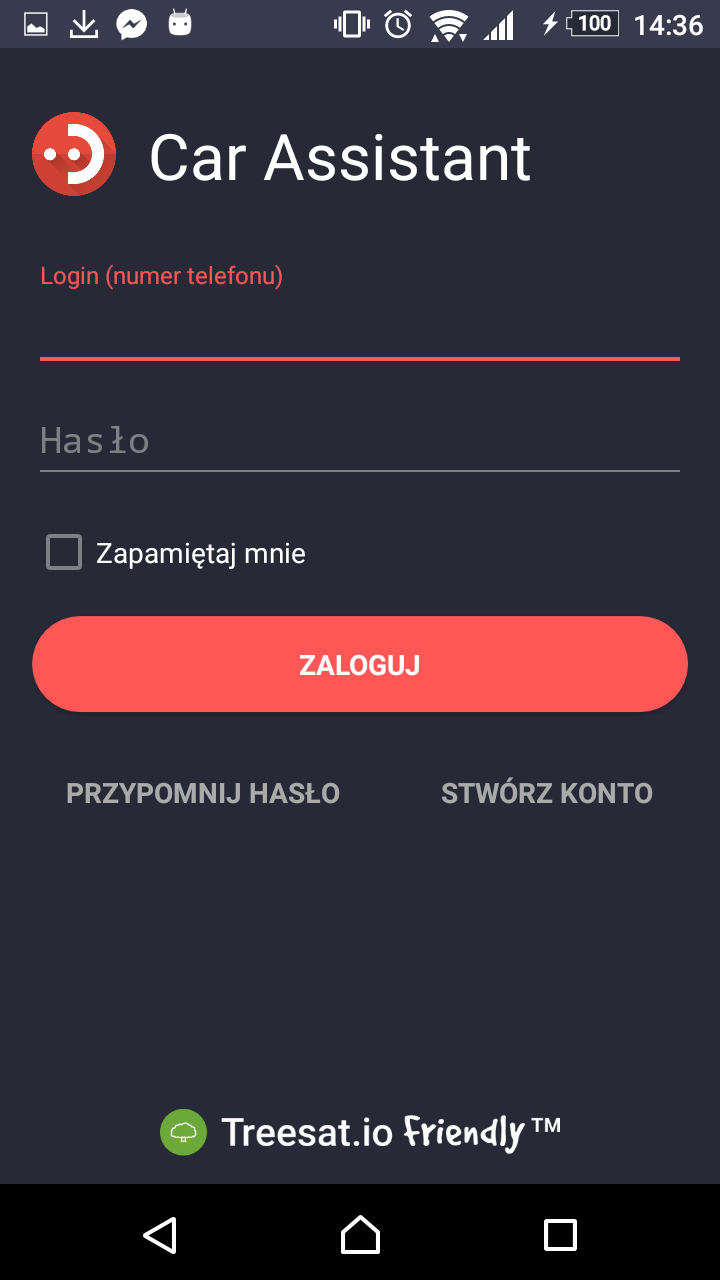 100 14:36
Car Assistant
Login (numer telefonu)
Hasło
Zapamiętaj mnie
ZALOGUJ
PRZYPOMNIJ HASŁO STWÓRZ KONTO
Treesat.io Friendly™